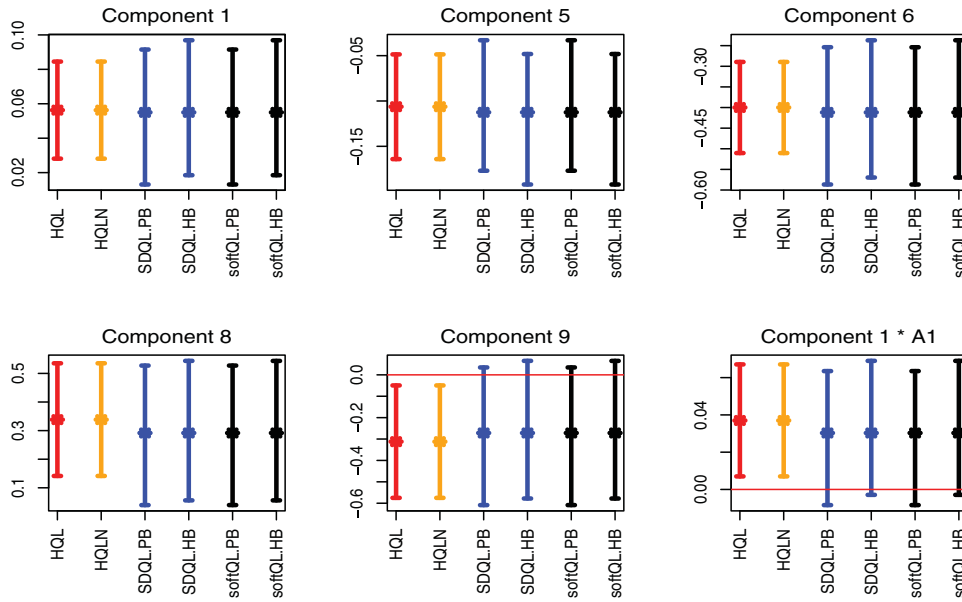 Component 1
0.10
0.06
0.02
HQL
HQLN
SDQL.PB
SDQL.HB
softQL.PB
softQL.HB
Component 5
−0.05
−0.15
HQL
HQLN
SDQL.PB
SDQL.HB
softQL.PB
softQL.HB
Component 6
−0.30
−0.45
−0.60
HQL
HQLN
SDQL.PB
SDQL.HB
softQL.PB
softQL.HB
Component 8
0.5
0.3
0.1
HQL
HQLN
SDQL.PB
SDQL.HB
softQL.PB
softQL.HB
Component 9
0.0
−0.2
−0.4
−0.6
HQL
HQLN
SDQL.PB
SDQL.HB
softQL.PB
softQL.HB
Component 1 * A1
0.04
0.00
HQL
HQLN
SDQL.PB
SDQL.HB
softQL.PB
softQL.HB